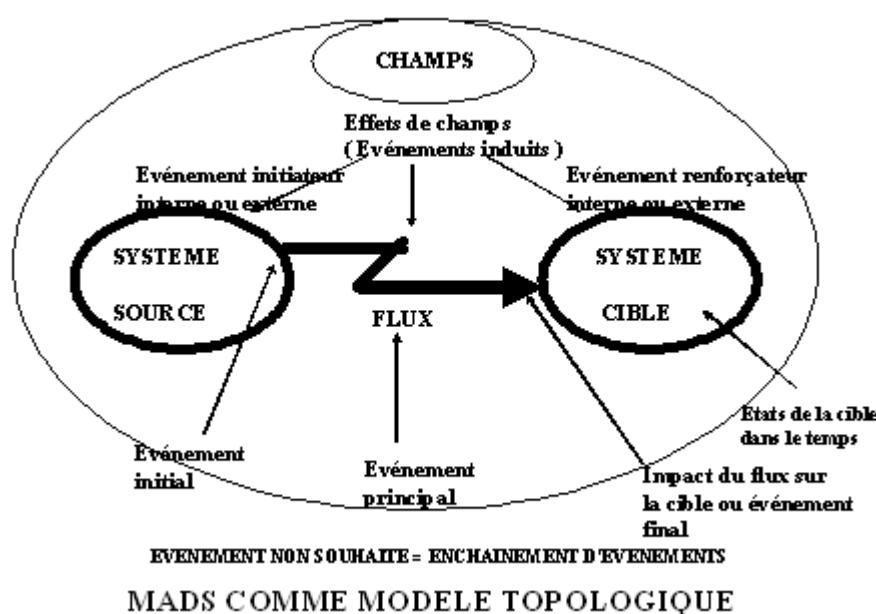 CHAMPS
Effets de champs
( Evénements induits )
Evénement initiateur
interne ou externe
Evénement renforçateur
interne ou externe
SYSTEME
SOURCE
SYSTEME
CIBLE
FLUX
Etats de la cible
dans le temps
Evénement
initial
Evénement
principal
Impact du flux sur
la cible ou événement
final
EVENEMENT NON SOUHAITE = ENCHAINEMENT D'EVENEMENTS
MADS COMME MODELE TOPOLOGIQUE